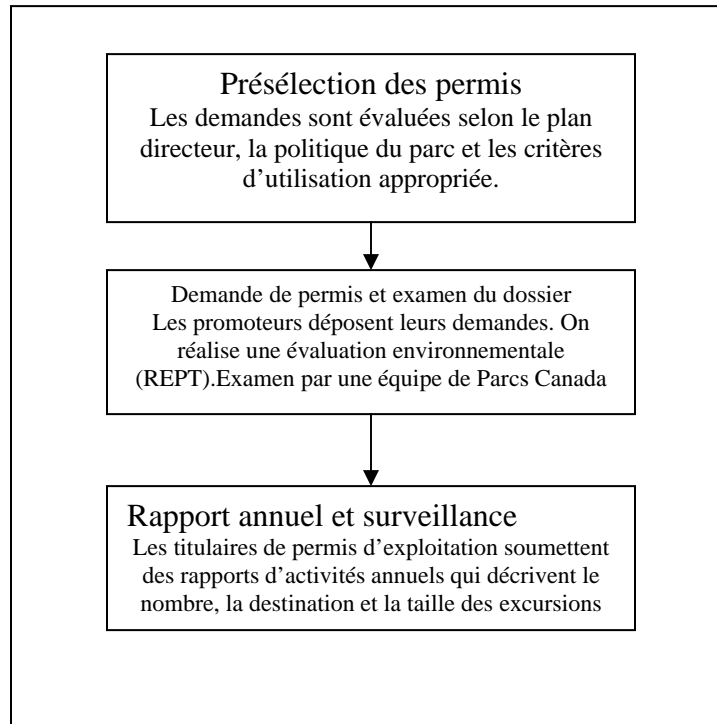 Présélection des permis
Les demandes sont évaluées selon le plan
directeur, la politique du parc et les critères
d’utilisation appropriée.
Demande de permis et examen du dossier
Les promoteurs déposent leurs demandes. On
réalise une évaluation environnementale
(REPT).Examen par une équipe de Parcs Canada
Rapport annuel et surveillance
Les titulaires de permis d’exploitation soumettent
des rapports d’activités annuels qui décrivent le
nombre, la destination et la taille des excursions